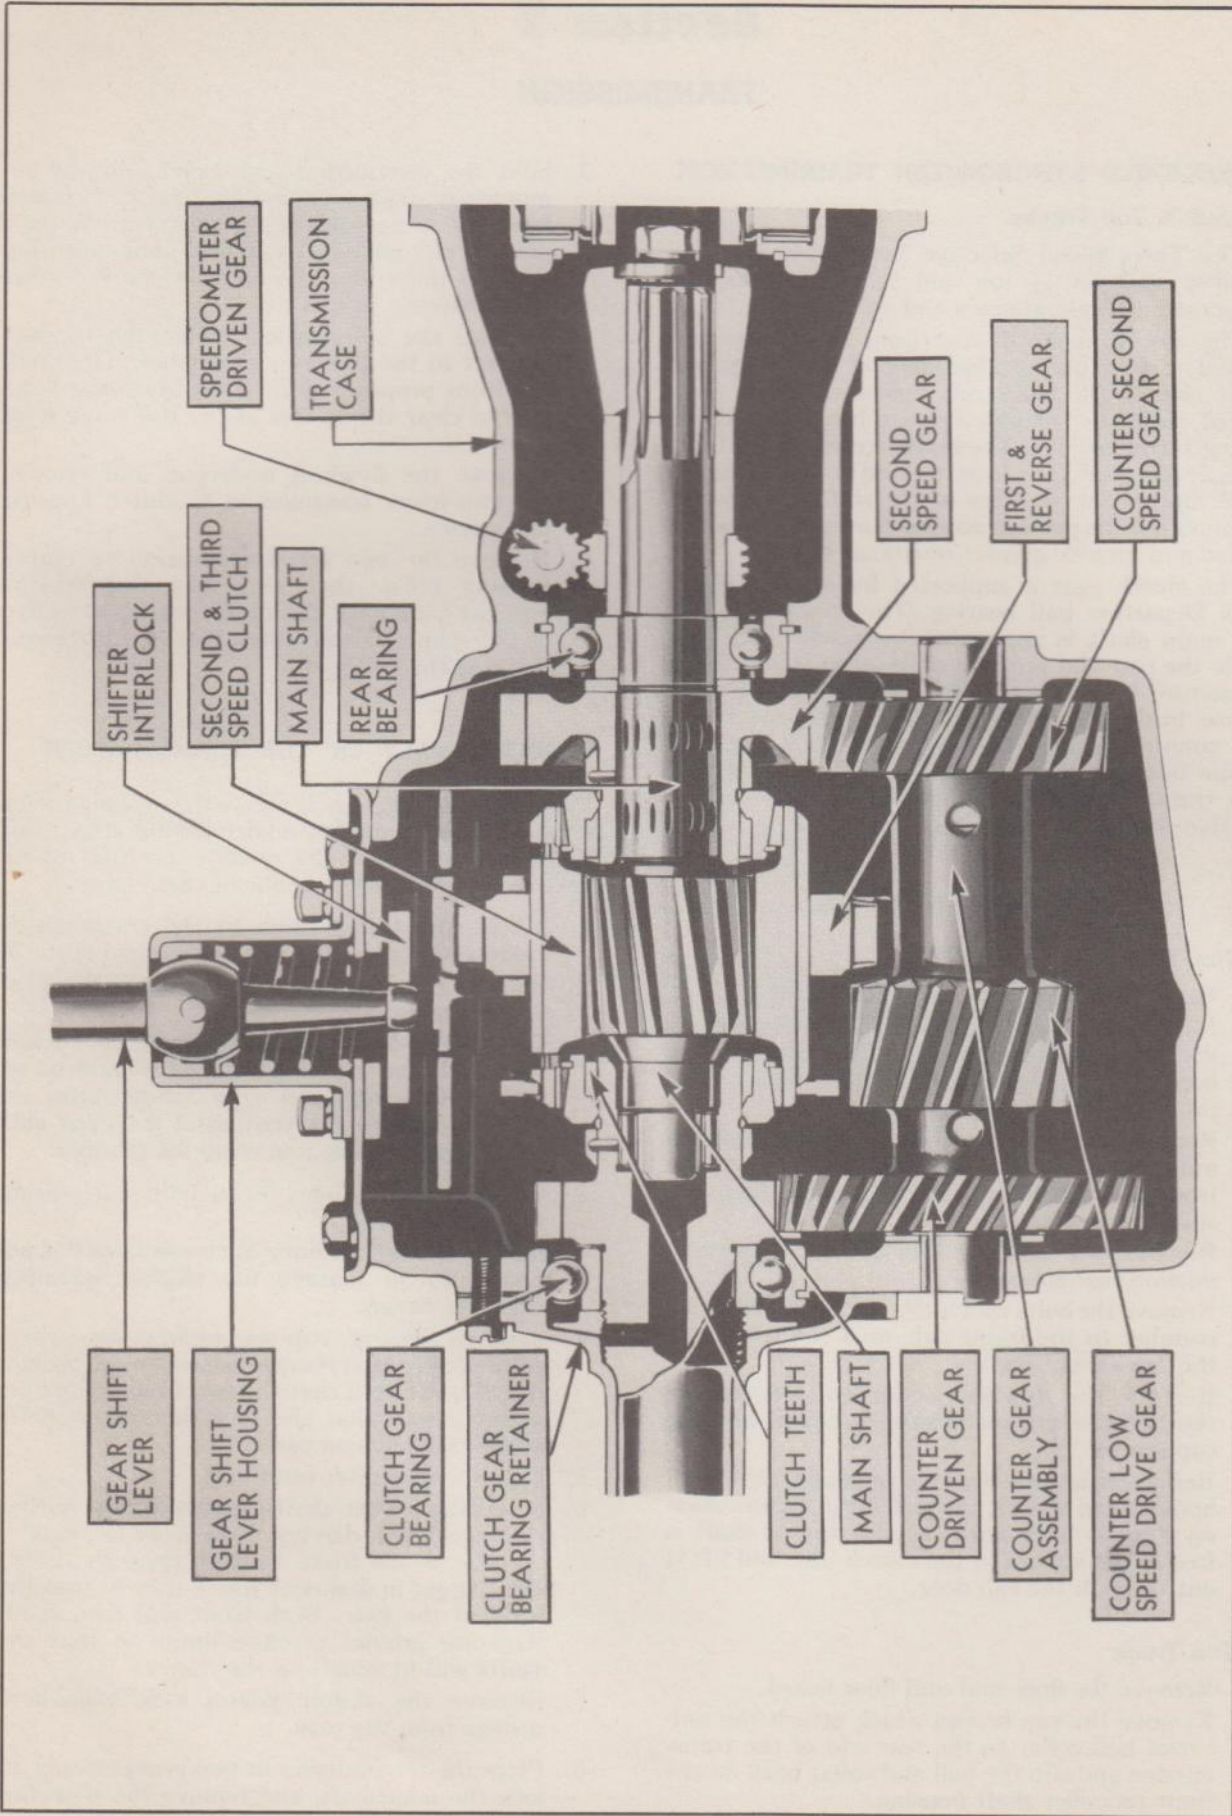 GEAR SHIFT
LEVER
GEAR SHIFT
LEVER HOUSING
CLUTCH GEAR
BEARING
CLUTCH GEAR
BEARING RETAINER
CLUTCH TEETH
MAIN SHAFT
COUNTER
DRIVEN GEAR
COUNTER GEAR
ASSEMBLY
COUNTER LOW
SPEED DRIVE GEAR
SHIFTER
INTERLOCK
SECOND & THIRD
SPEED CLUTCH
MAIN SHAFT
REAR
BEARING
SPEEDOMETER
DRIVEN GEAR
TRANSMISSION
CASE
SECOND
SPEED GEAR
FIRST &
REVERSE GEAR
COUNTER SECOND
SPEED GEAR